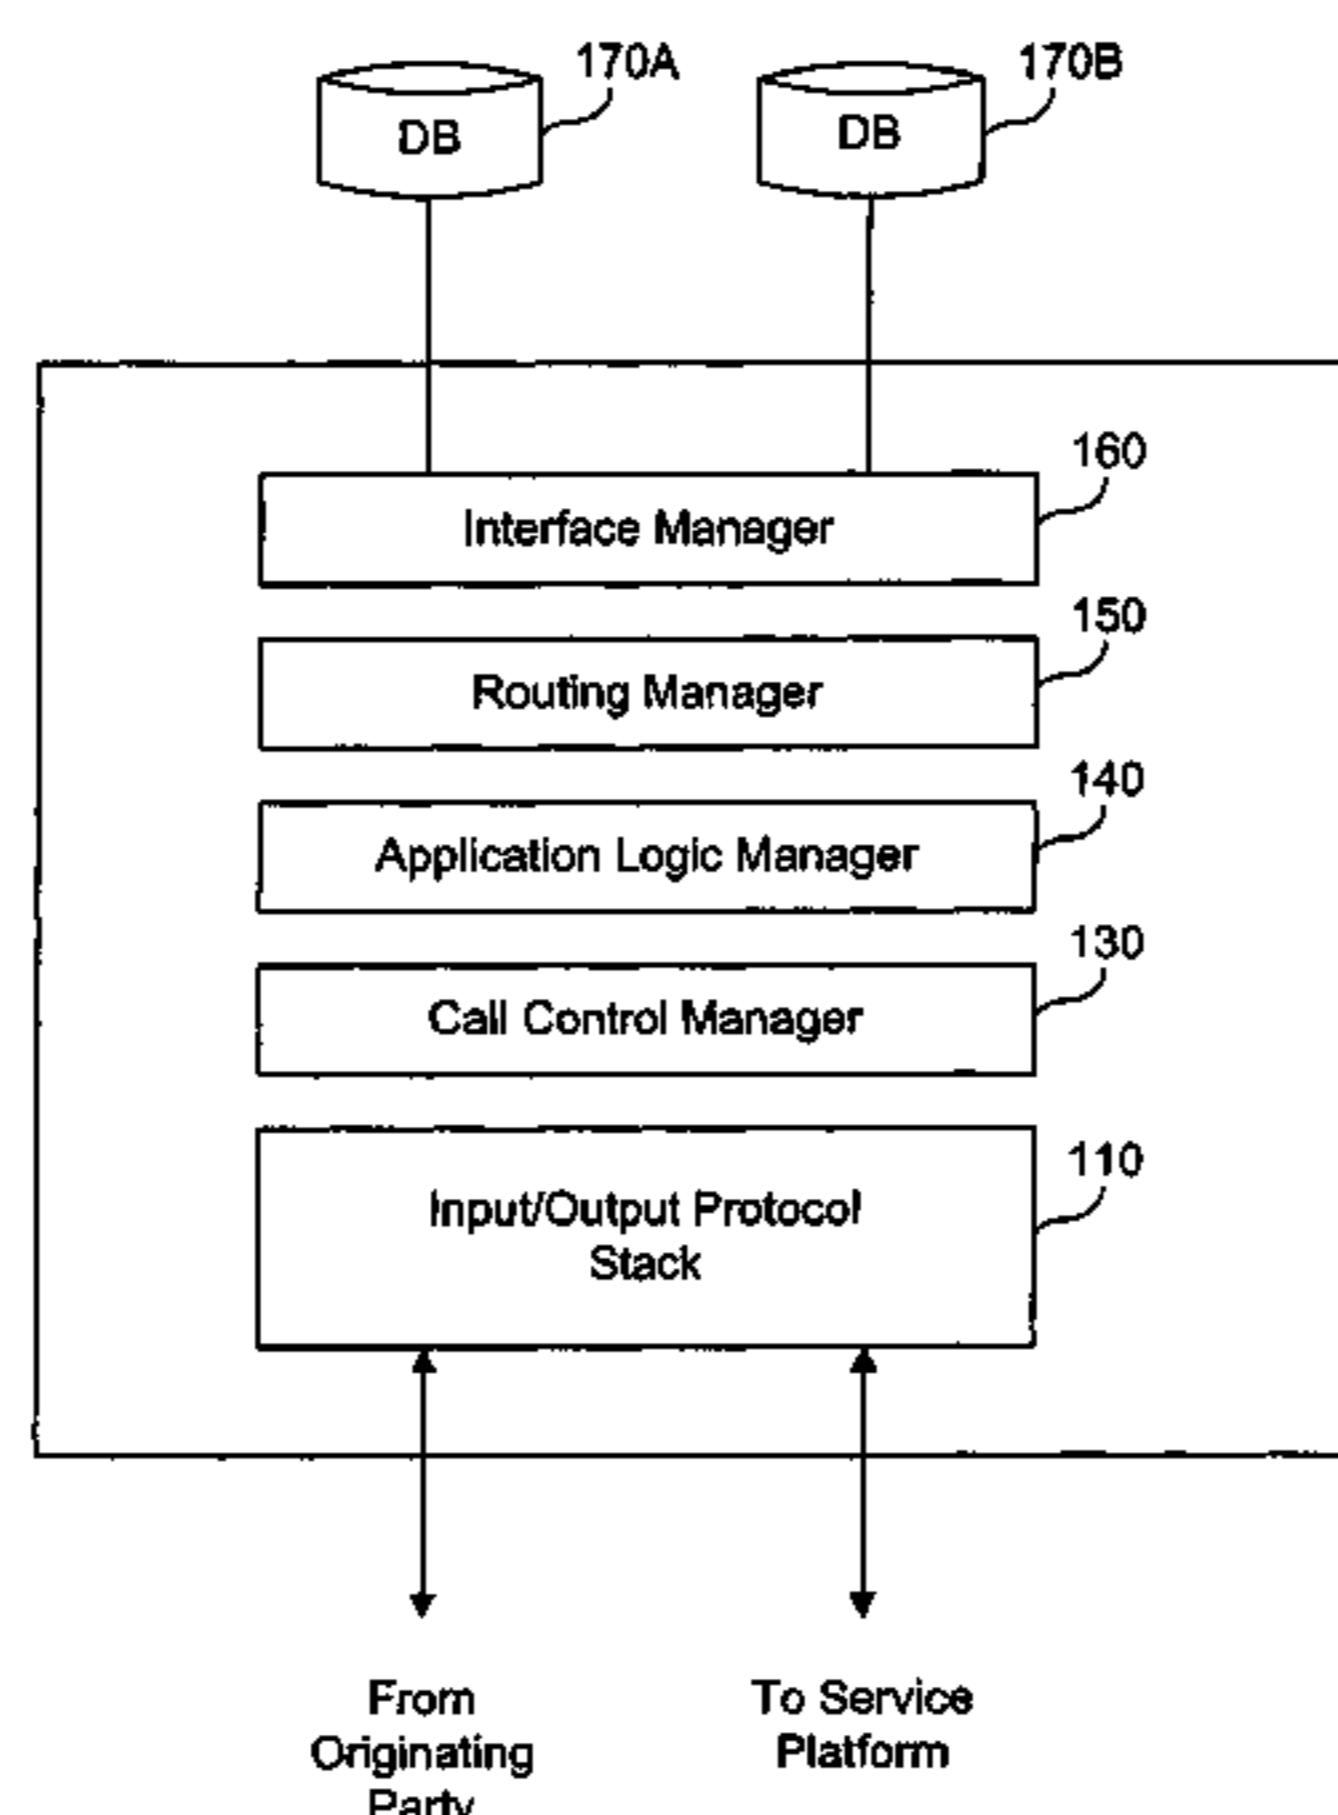 170A
170B
DB
DB
160
Interface Manager
150
Routing Manager
140
Application Logic Manager
130
Call Control Manager
110
Input/Output Protocol
Stack
From
Originating
Party
To Service
Platform